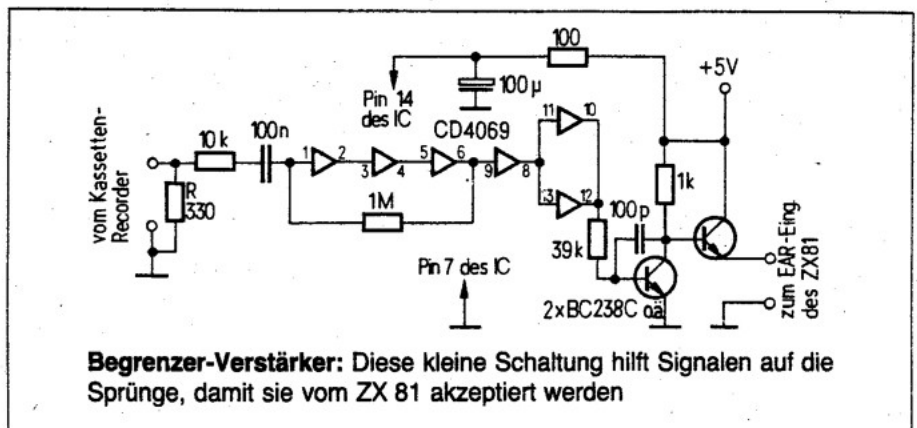 100
+5V
100µ
Pin 14
des IC
CD4069
11
10
10k
100n
1
2
3
4
5
6
9
8
1k
vom Kassetten-
Recorder
R
330
1M
13
12
100p
39k
Pin 7 des IC
2xBC238C o.ä
zum EAR-Eing.
des ZX81
Begrenzer-Verstärker: Diese kleine Schaltung hilft Signalen auf die
Sprünge, damit sie vom ZX 81 akzeptiert werden